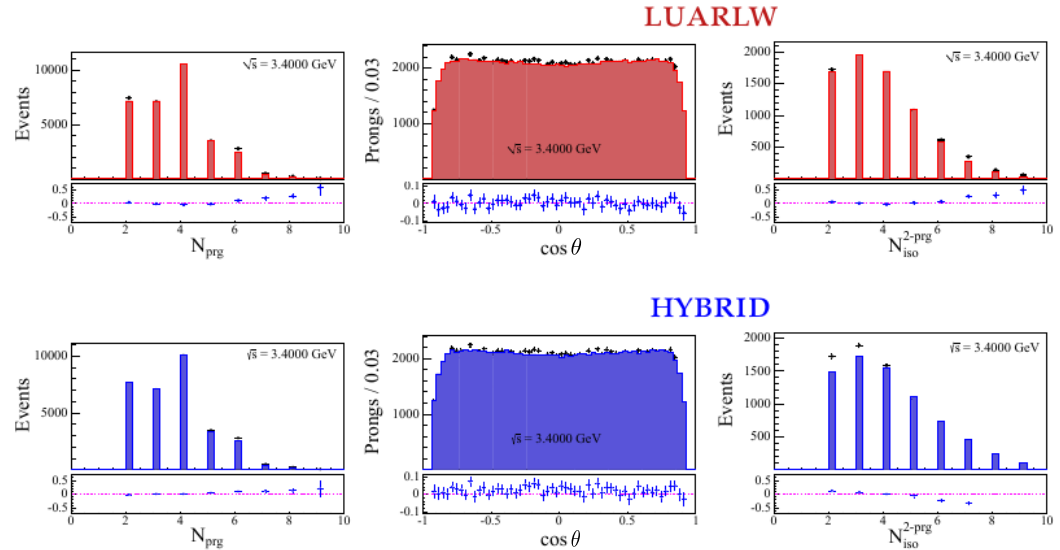 LUARLW
Events
10000
5000
√s = 3.4000 GeV
0.5
0
-0.5
0 2 4 6 8 10
N_prg
Prongs / 0.03
2000
1000
√s = 3.4000 GeV
0.1
0
-0.1
-1 -0.5 0 0.5 1
cos θ
Events
2000
1500
1000
500
√s = 3.4000 GeV
0.5
0
-0.5
0 2 4 6 8 10
N_iso^2-prg
HYBRID
Events
10000
5000
√s = 3.4000 GeV
0.5
0
-0.5
0 2 4 6 8 10
N_prg
Prongs / 0.03
2000
1000
√s = 3.4000 GeV
0.1
0
-0.1
-1 -0.5 0 0.5 1
cos θ
Events
2000
1500
1000
500
√s = 3.4000 GeV
0.5
0
-0.5
0 2 4 6 8 10
N_iso^2-prg